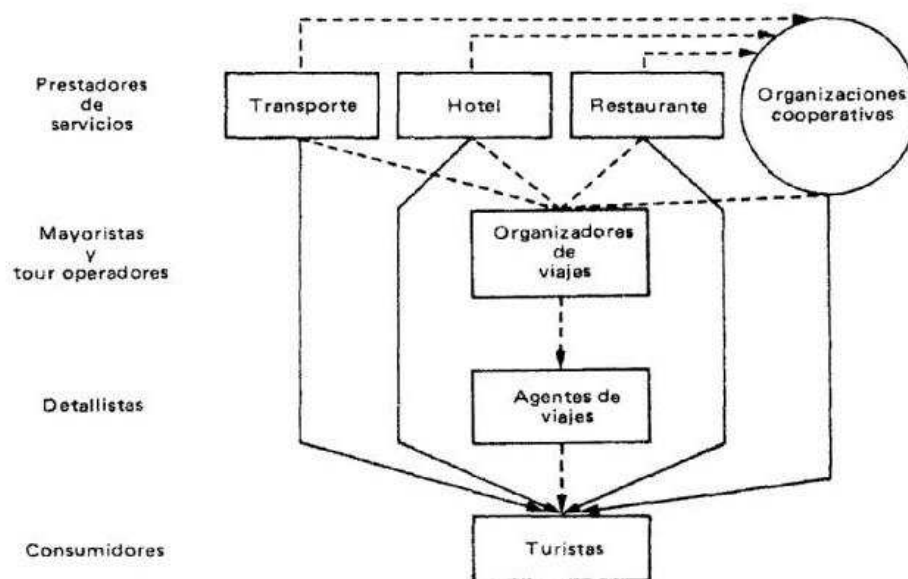 Prestadores
de
servicios
Transporte
Hotel
Restaurante
Organizaciones
cooperativas
Mayoristas
y
tour operadores
Organizadores
de
viajes
Detallistas
Agentes de
viajes
Consumidores
Turistas